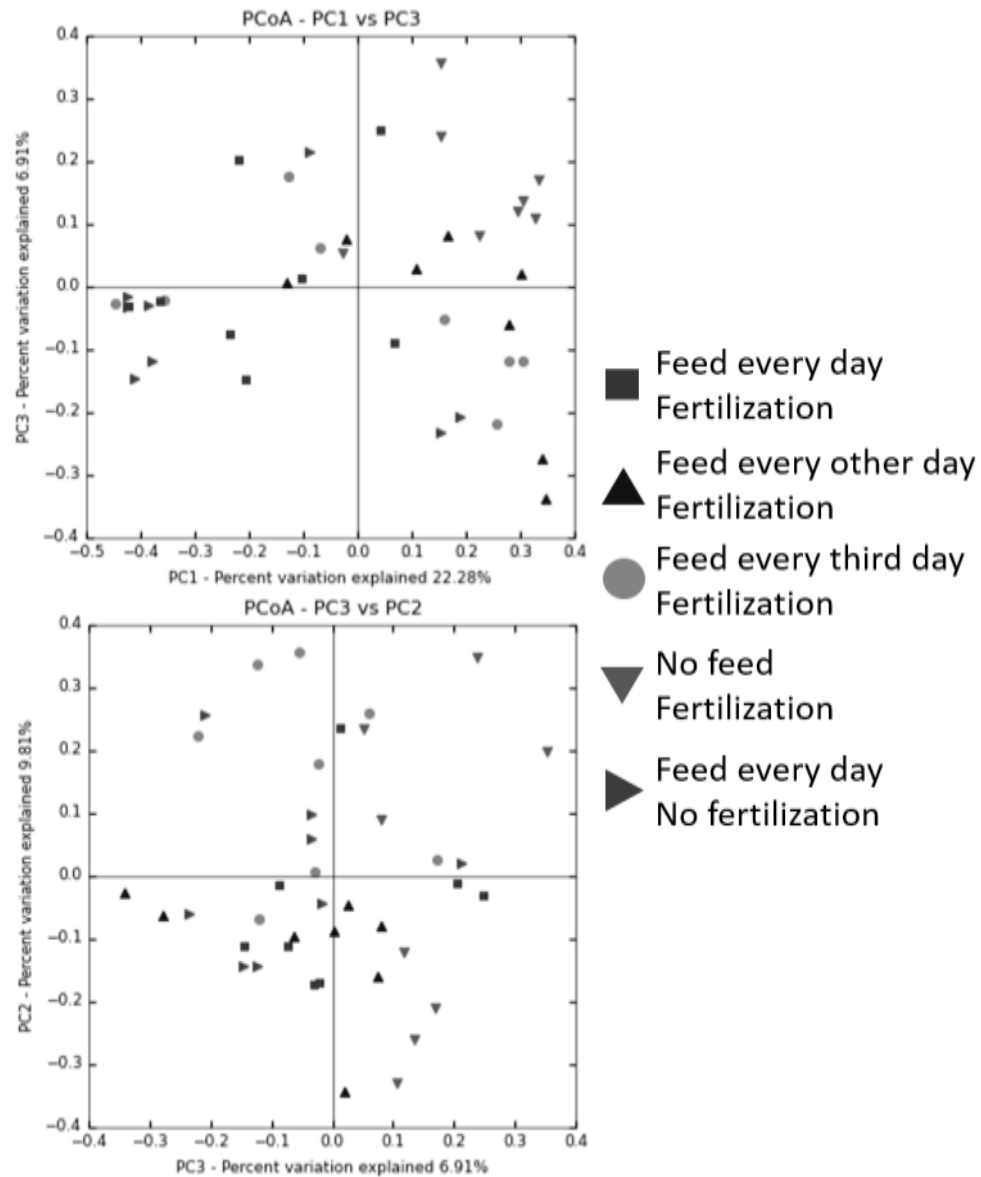 PCoA - PC1 vs PC3
0.4
0.3
0.2
0.1
0.0
−0.1
−0.2
−0.3
−0.4
PC3 - Percent variation explained 6.91%
−0.5 −0.4 −0.3 −0.2 −0.1 0.0 0.1 0.2 0.3 0.4
PC1 - Percent variation explained 22.28%
PCoA - PC3 vs PC2
0.4
0.3
0.2
0.1
0.0
−0.1
−0.2
−0.3
−0.4
PC2 - Percent variation explained 9.81%
−0.4 −0.3 −0.2 −0.1 0.0 0.1 0.2 0.3 0.4
PC3 - Percent variation explained 6.91%
Feed every day
Fertilization
Feed every other day
Fertilization
Feed every third day
Fertilization
No feed
Fertilization
Feed every day
No fertilization